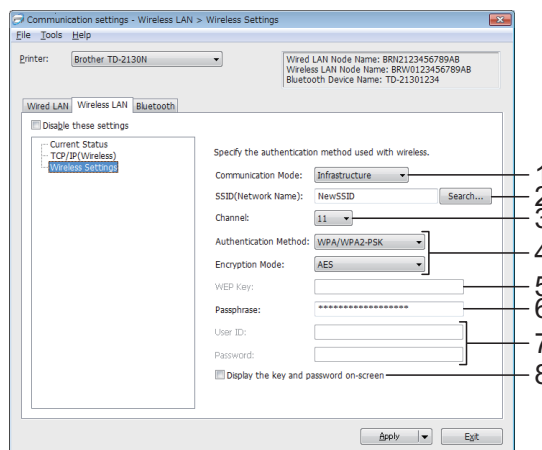 Communication settings - Wireless LAN > Wireless Settings
File Tools Help
Printer: Brother TD-2130N
Wired LAN Node Name: BRN2123456789AB
Wireless LAN Node Name: BRW0123456789AB
Bluetooth Device Name: TD-21301234
Wired LAN Wireless LAN Bluetooth
Disable these settings
Current Status
TCP/IP(Wireless)
Wireless Settings
Specify the authentication method used with wireless.
Communication Mode: Infrastructure 1
SSID(Network Name): NewSSID Search... 2
Channel: 11 3
Authentication Method: WPA/WPA2-PSK
4
Encryption Mode: AES
WEP Key: 5
Passphrase: ****************** 6
User ID:
7
Password:
Display the key and password on-screen 8
Apply Exit